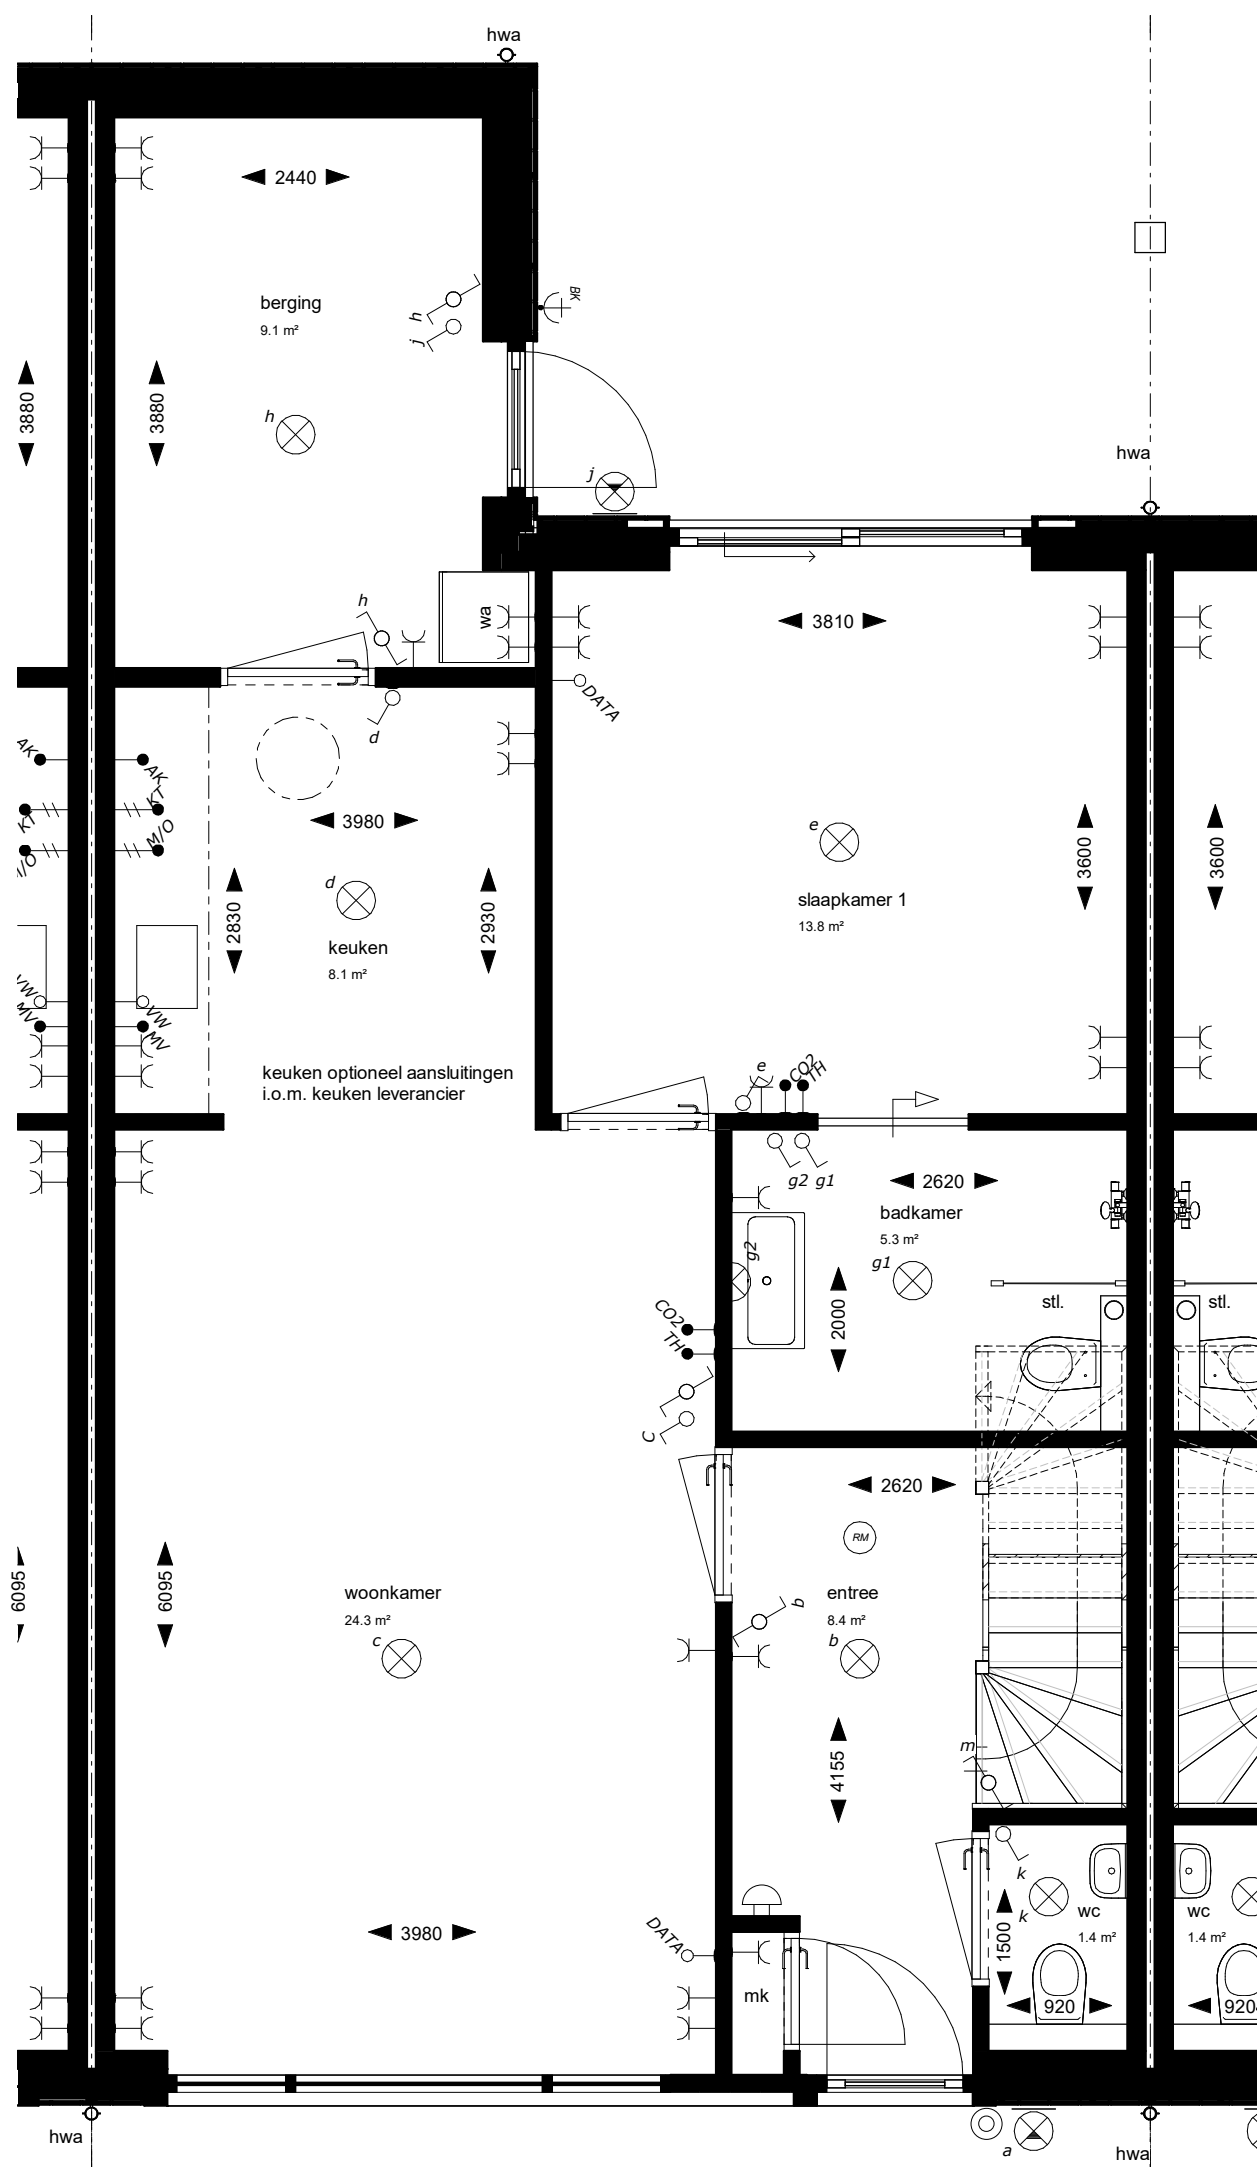 hwa
2440
BK
berging
9.1 m²
h
j
3880
3880
h
j
hwa
h
wa
3810
DATA
d
AK
AK
KT
KT
M/O
3980
e
d
3600
3600
2830
2930
slaapkamer 1
13.8 m²
keuken
8.1 m²
VW
MV
VW
MV
keuken optioneel aansluitingen
i.o.m. keuken leverancier
e
CO2
TH
g2
g1
2620
badkamer
5.3 m²
g2
g1
stl.
stl.
CO2
TH
2000
C
2620
RM
6095
6095
woonkamer
24.3 m²
c
b
entree
8.4 m²
b
m
4155
k
k
wc
1.4 m²
wc
1.4 m²
3980
DATA
1500
mk
920
920
hwa
a
hwa